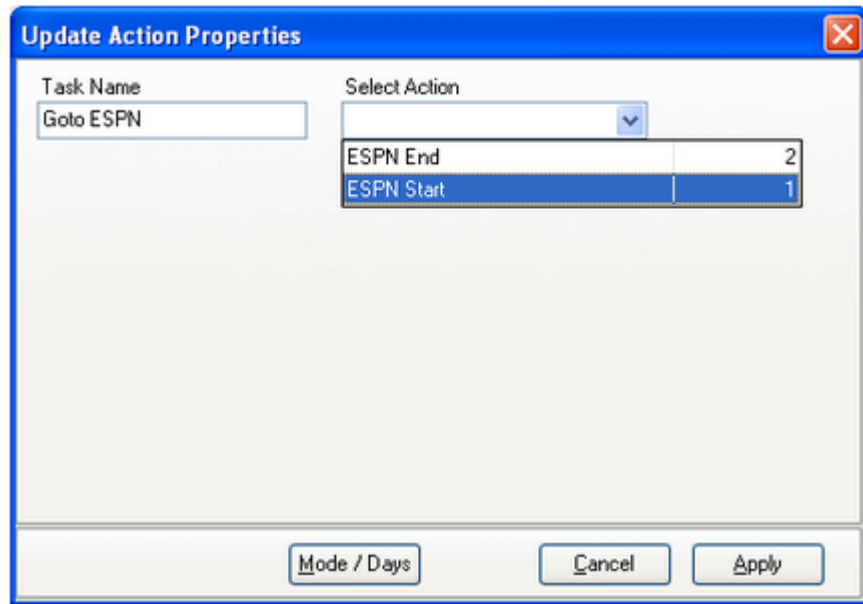 Update Action Properties
Task Name Select Action
Goto ESPN
ESPN End 2
ESPN Start 1
Mode / Days Cancel Apply